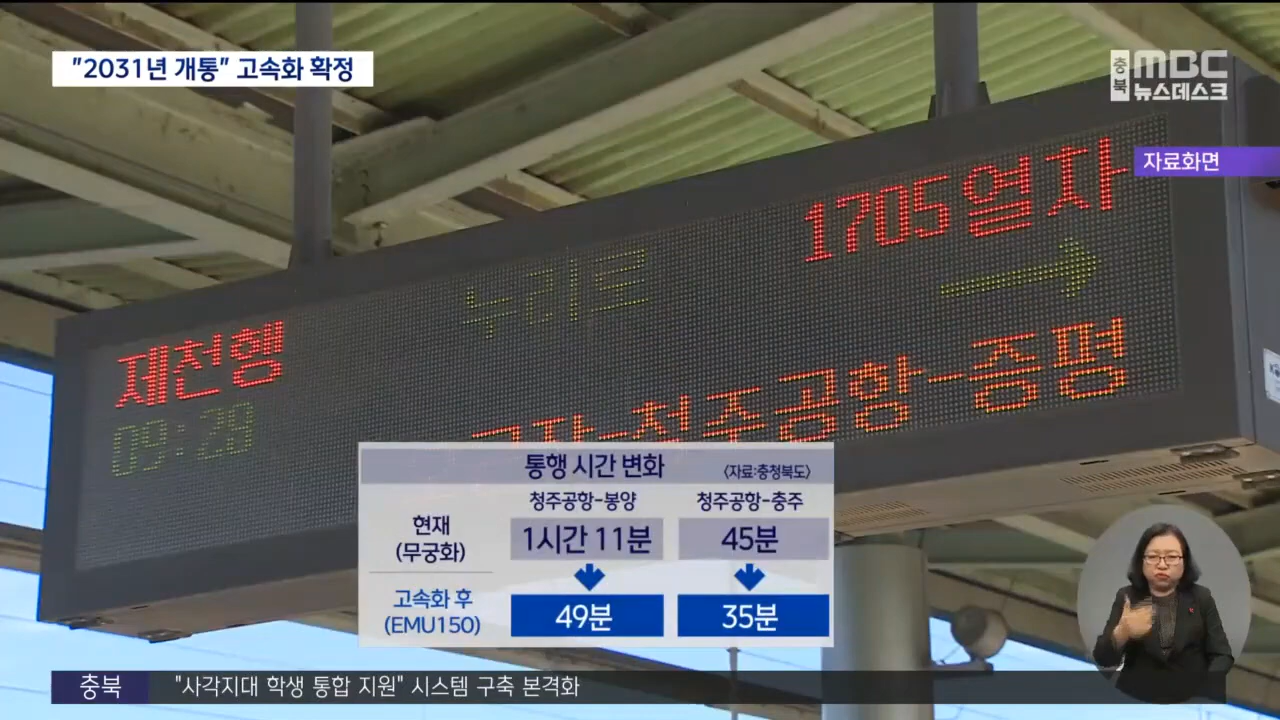 "2031년 개통" 고속화 확정
충북
MBC
뉴스데스크
자료화면
1705열차
누리로
제천행
09:29
청주공항-증평
통행 시간 변화
<자료:충청북도>
청주공항-봉양
청주공항-충주
현재
(무궁화)
1시간 11분
45분
고속화 후
(EMU150)
49분
35분
충북
"사각지대 학생 통합 지원" 시스템 구축 본격화